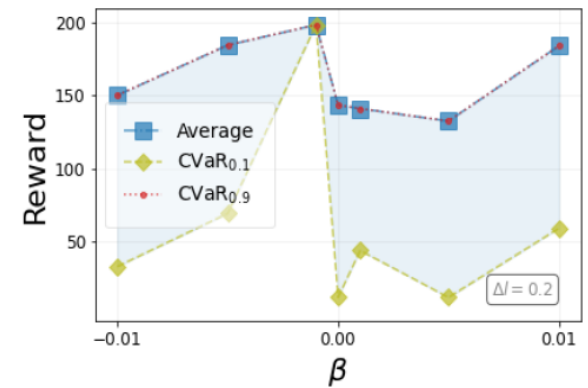 200
150
100
50
Reward
Average
CVaR0.1
CVaR0.9
Δl = 0.2
−0.01
0.00
0.01
β